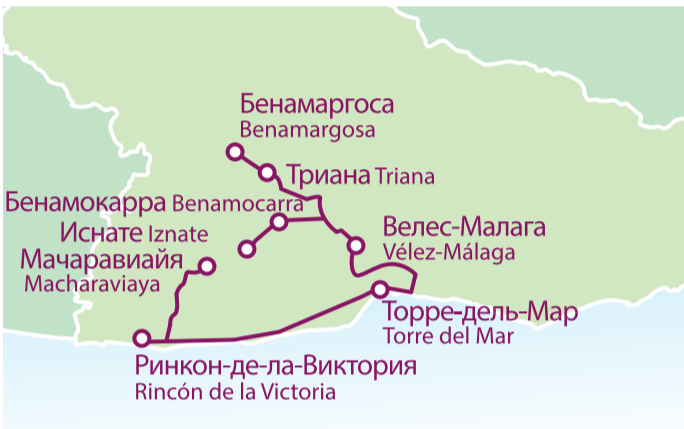 Бенамаргоса
Benamargosa
Триана Triana
Бенамокарра Benamocarra
Иснате Iznate
Велес-Малага
Vélez-Málaga
Мачаравиайя
Macharaviaya
Торре-дель-Мар
Torre del Mar
Ринкон-де-ла-Виктория
Rincón de la Victoria